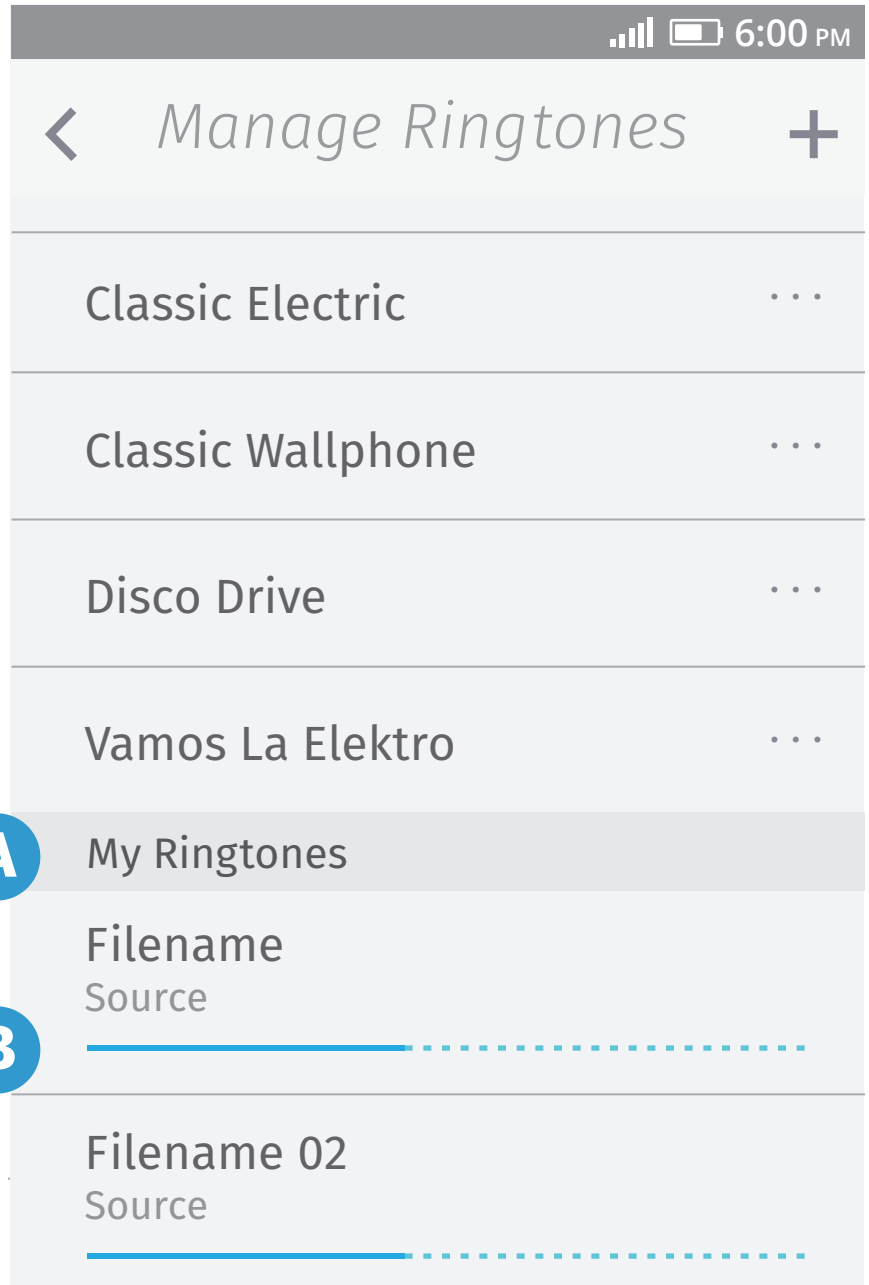 6:00 PM
Manage Ringtones
Classic Electric
...
Classic Wallphone
...
Disco Drive
...
Vamos La Elektro
...
A
My Ringtones
Filename
Source
B
Filename 02
Source